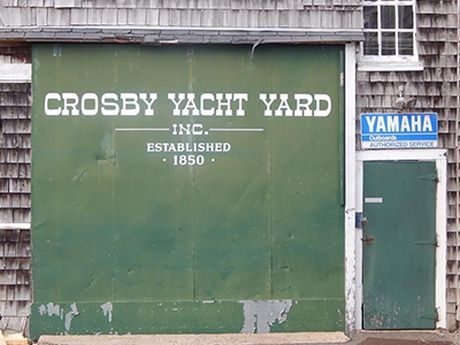 CROSBY YACHT YARD
INC.
ESTABLISHED
· 1850 ·
YAMAHA
Outboards
AUTHORIZED SERVICE